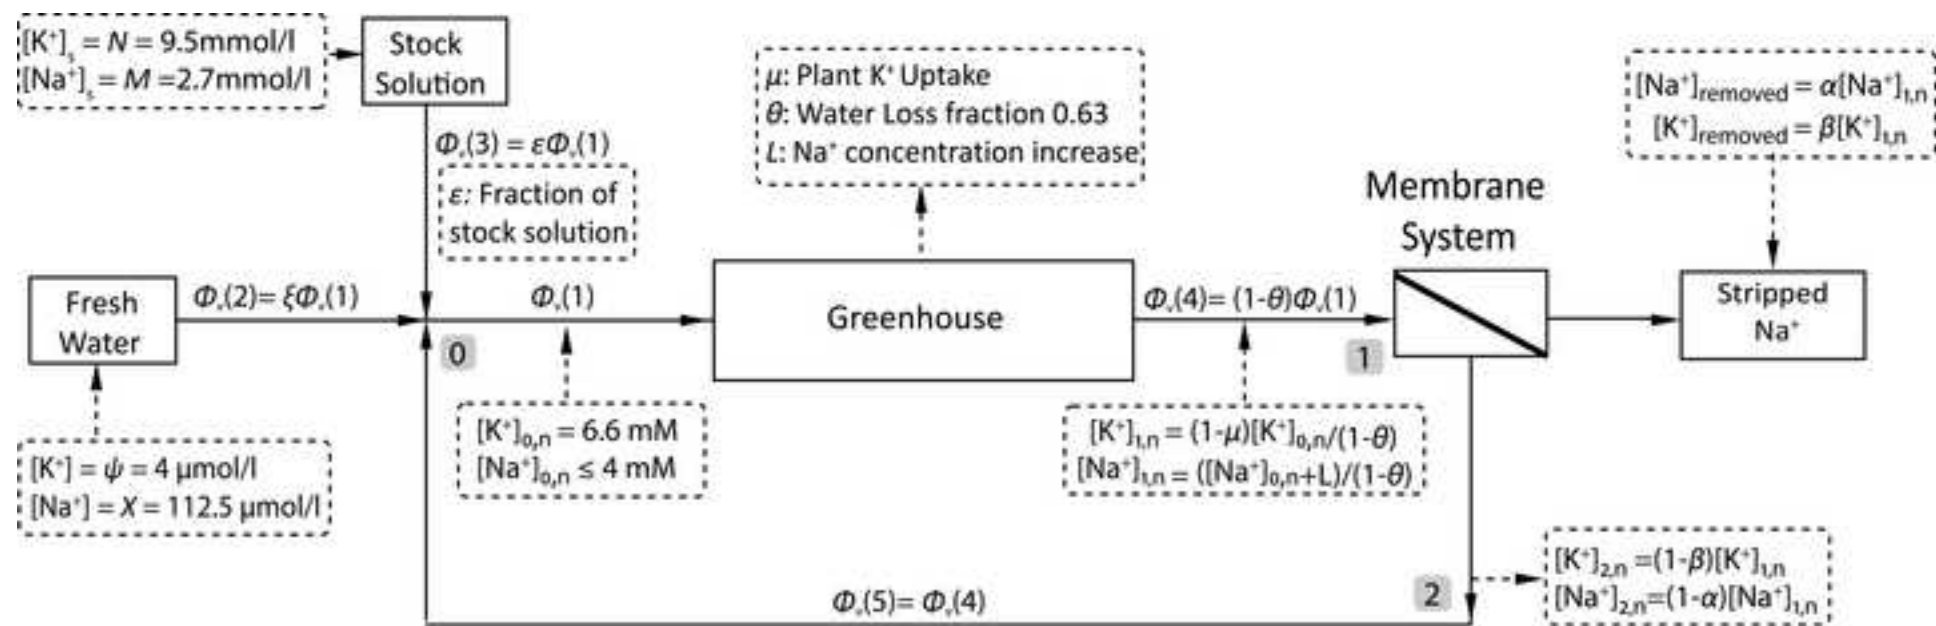 [K⁺]ₛ = N = 9.5mmol/l
[Na⁺]ₛ = M =2.7mmol/l
Stock
Solution
Φᵥ(3) = εΦᵥ(1)
ε: Fraction of
stock solution
μ: Plant K⁺ Uptake
θ: Water Loss fraction 0.63
L: Na⁺ concentration increase
[Na⁺]removed = α[Na⁺]₁,ₙ
[K⁺]removed = β[K⁺]₁,ₙ
Membrane
System
Fresh
Water
Φᵥ(2)= ξΦᵥ(1)
0
Φᵥ(1)
Greenhouse
Φᵥ(4)= (1-θ)Φᵥ(1)
1
Stripped
Na⁺
[K⁺] = ψ = 4 μmol/l
[Na⁺] = X = 112.5 μmol/l
[K⁺]₀,ₙ = 6.6 mM
[Na⁺]₀,ₙ ≤ 4 mM
[K⁺]₁,ₙ = (1-μ)[K⁺]₀,ₙ/(1-θ)
[Na⁺]₁,ₙ = ([Na⁺]₀,ₙ+L)/(1-θ)
Φᵥ(5)= Φᵥ(4)
2
[K⁺]₂,ₙ =(1-β)[K⁺]₁,ₙ
[Na⁺]₂,ₙ=(1-α)[Na⁺]₁,ₙ